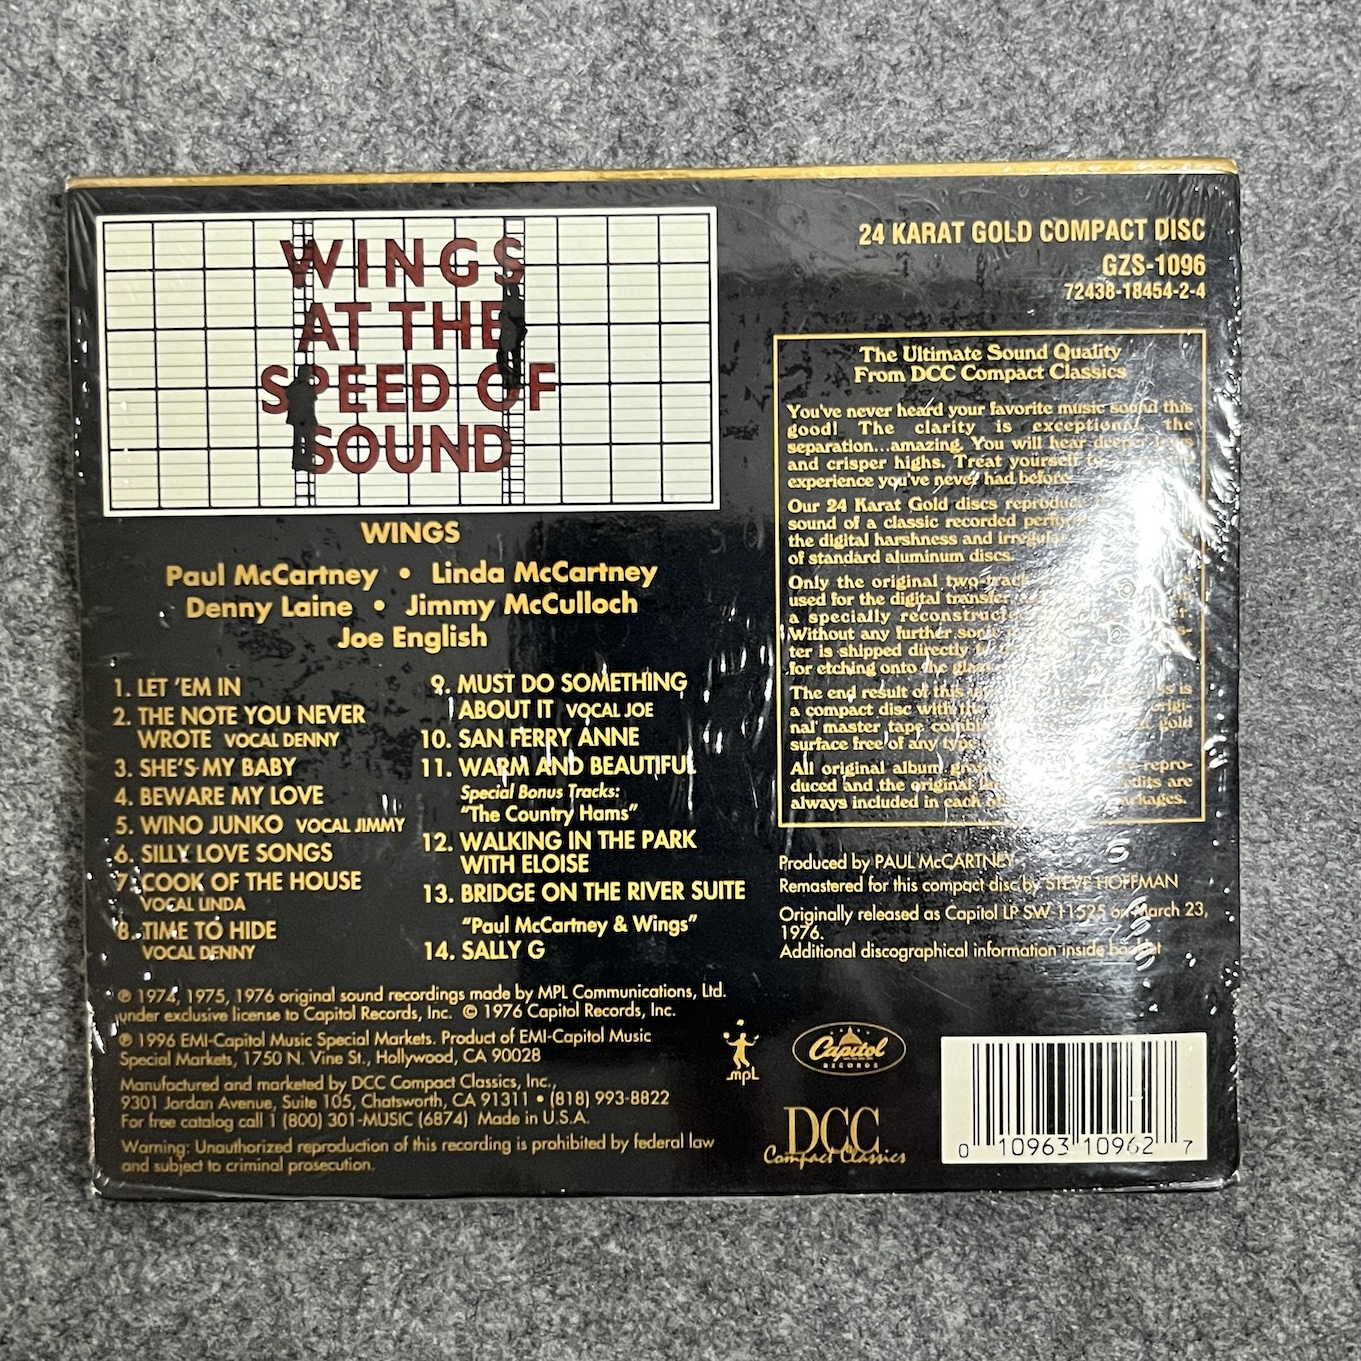 WINGS
AT THE
SPEED OF
SOUND
WINGS
Paul McCartney • Linda McCartney
Denny Laine • Jimmy McCulloch
Joe English
1. LET 'EM IN
2. THE NOTE YOU NEVER
WROTE VOCAL DENNY
3. SHE'S MY BABY
4. BEWARE MY LOVE
5. WINO JUNKO VOCAL JIMMY
6. SILLY LOVE SONGS
7. COOK OF THE HOUSE
VOCAL LINDA
8. TIME TO HIDE
VOCAL DENNY
9. MUST DO SOMETHING
ABOUT IT VOCAL JOE
10. SAN FERRY ANNE
11. WARM AND BEAUTIFUL
Special Bonus Tracks:
"The Country Hams"
12. WALKING IN THE PARK
WITH ELOISE
13. BRIDGE ON THE RIVER SUITE
"Paul McCartney & Wings"
14. SALLY G
℗ 1974, 1975, 1976 original sound recordings made by MPL Communications, Ltd.
under exclusive license to Capitol Records, Inc. © 1976 Capitol Records, Inc.
℗ 1996 EMI-Capitol Music Special Markets. Product of EMI-Capitol Music
Special Markets, 1750 N. Vine St., Hollywood, CA 90028
Manufactured and marketed by DCC Compact Classics, Inc.,
9301 Jordan Avenue, Suite 105, Chatsworth, CA 91311 • (818) 993-8822
For free catalog call 1 (800) 301-MUSIC (6874) Made in U.S.A.
Warning: Unauthorized reproduction of this recording is prohibited by federal law
and subject to criminal prosecution.
24 KARAT GOLD COMPACT DISC
GZS-1096
72438-18454-2-4
The Ultimate Sound Quality
From DCC Compact Classics
You've never heard your favorite music sound this
good! The clarity is exceptional, the
separation...amazing. You will hear deeper
and crisper highs. Treat yourself
experience you've never had before.
Our 24 Karat Gold discs reproduce
sound of a classic recorded
the digital harshness and
of standard aluminum discs.
Only the original two-track
used for the digital transfer
a specially reconstructed
Without any further sonic
ter is shipped directly
for etching onto the
The end result of this is
a compact disc with the
nal master tape gold
surface free of any
All original album repro-
duced and the original are
always included in each
Produced by PAUL McCARTNEY
Remastered for this compact disc by STEVE HOFFMAN
Originally released as Capitol LP SW-11525 on March 23,
1976.
Additional discographical information inside booklet
MPL
Capitol
RECORDS
DCC
Compact Classics
0 10963 10962 7